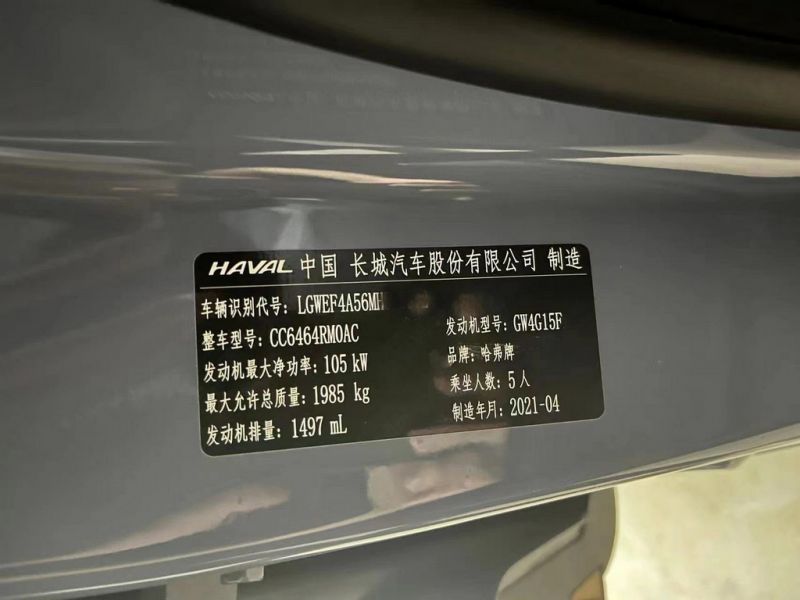 HAVAL 中国 长城汽车股份有限公司 制造
车辆识别代号: LGWEF4A56M
整车型号: CC6464RM0AC
发动机型号: GW4G15F
发动机最大净功率: 105 kW
品牌: 哈弗牌
最大允许总质量: 1985 kg
乘坐人数: 5 人
发动机排量: 1497 mL
制造年月: 2021-04